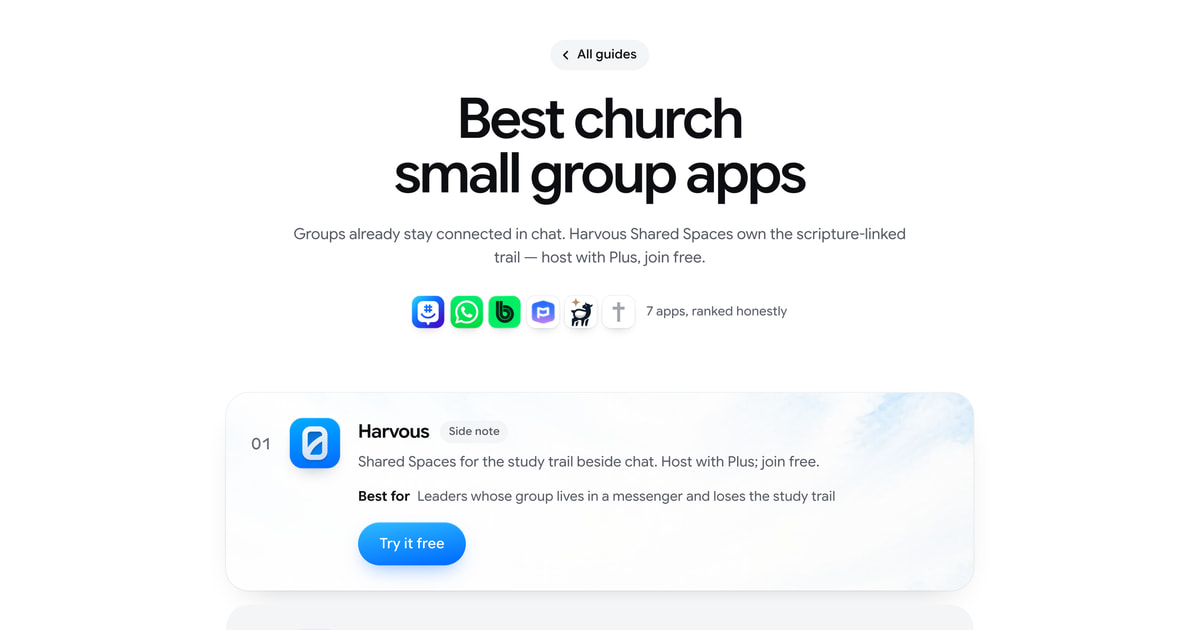 All guides
Best church
small group apps
Groups already stay connected in chat. Harvous Shared Spaces own the scripture-linked
trail — host with Plus, join free.
7 apps, ranked honestly
01
Harvous
Side note
Shared Spaces for the study trail beside chat. Host with Plus; join free.
Best for Leaders whose group lives in a messenger and loses the study trail
Try it free